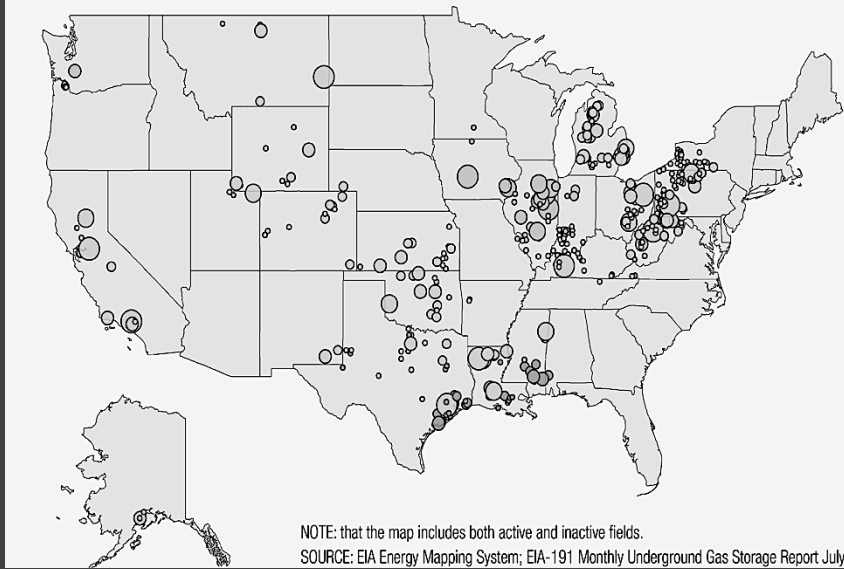 NOTE: that the map includes both active and inactive fields.
SOURCE: EIA Energy Mapping System; EIA-191 Monthly Underground Gas Storage Report July